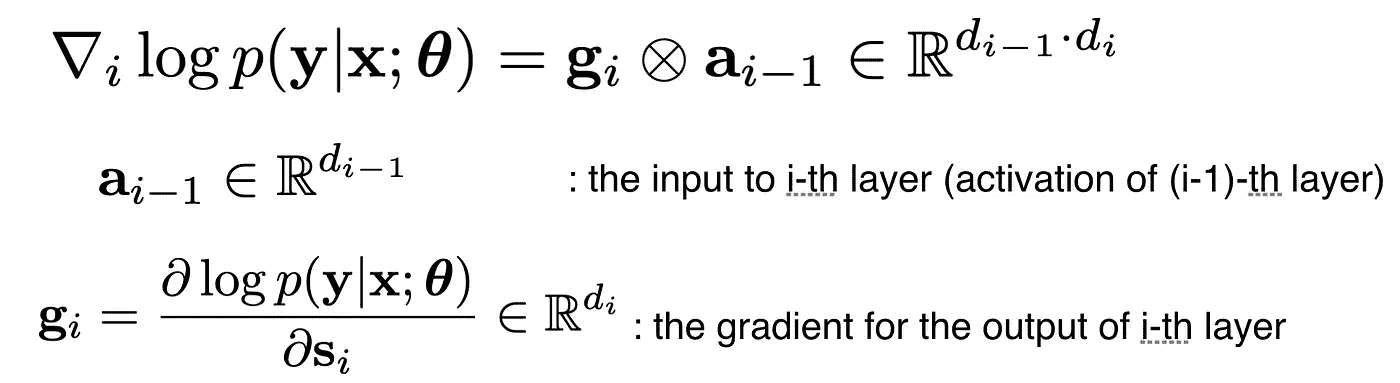 ∇_i log p(𝐲|𝐱; 𝜽) = 𝐠_i ⊗ 𝐚_{i−1} ∈ ℝ^{d_{i−1}·d_i}
𝐚_{i−1} ∈ ℝ^{d_{i−1}} : the input to i-th layer (activation of (i-1)-th layer)
𝐠_i = ∂ log p(𝐲|𝐱; 𝜽) / ∂𝐬_i ∈ ℝ^{d_i} : the gradient for the output of i-th layer